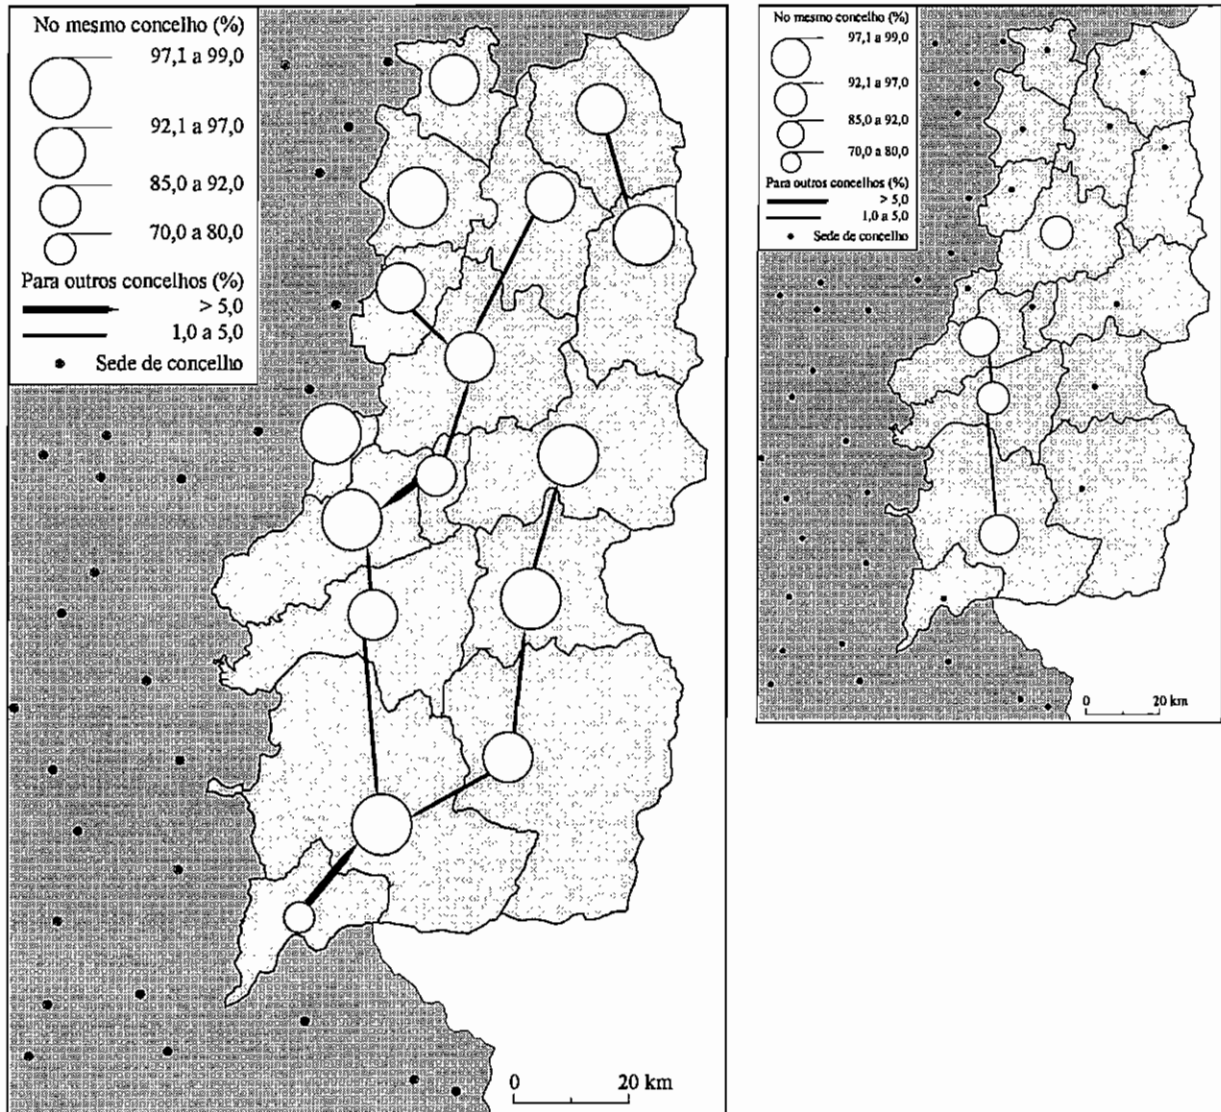 No mesmo concelho (%)
97,1 a 99,0
92,1 a 97,0
85,0 a 92,0
70,0 a 80,0
Para outros concelhos (%)
> 5,0
1,0 a 5,0
Sede de concelho
0 20 km
No mesmo concelho (%)
97,1 a 99,0
92,1 a 97,0
85,0 a 92,0
70,0 a 80,0
Para outros concelhos (%)
> 5,0
1,0 a 5,0
Sede de concelho
0 20 km